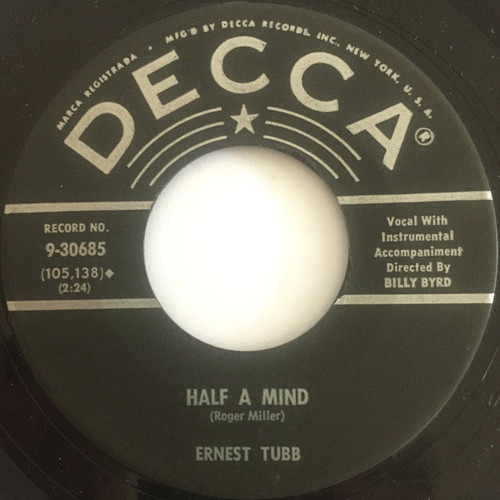 MARCA REGISTRADA • MFG'D BY DECCA RECORDS, INC., NEW YORK, U. S. A.
DECCA®
RECORD NO.
9-30685
(105,138)◆
(2:24)
Vocal With
Instrumental
Accompaniment
Directed By
BILLY BYRD
HALF A MIND
(Roger Miller)
ERNEST TUBB